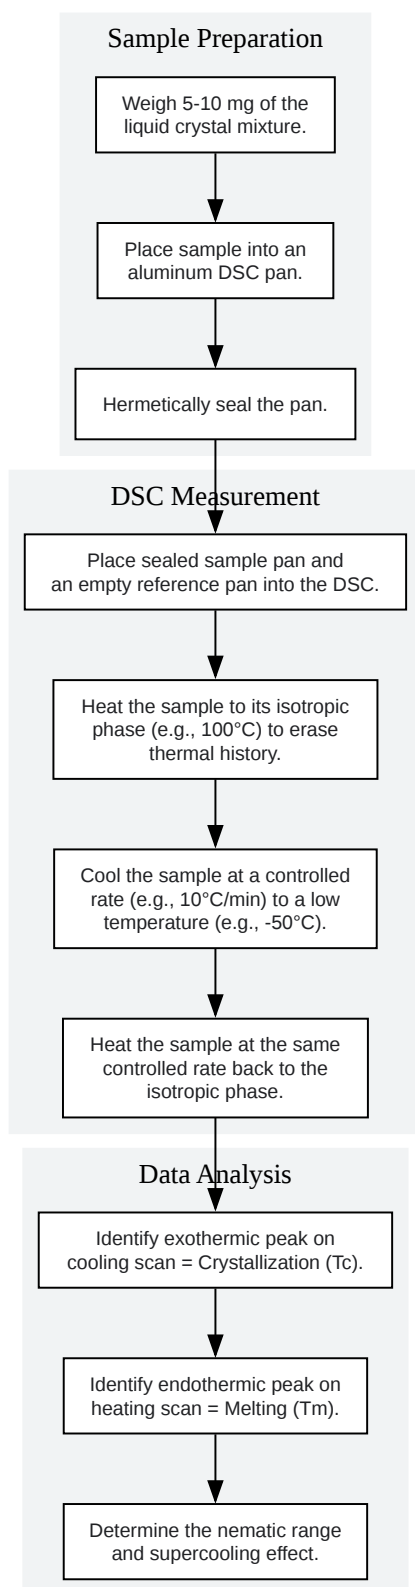 Sample Preparation
Weigh 5-10 mg of the
liquid crystal mixture.
Place sample into an
aluminum DSC pan.
Hermetically seal the pan.
DSC Measurement
Place sealed sample pan and
an empty reference pan into the DSC.
Heat the sample to its isotropic
phase (e.g., 100°C) to erase
thermal history.
Cool the sample at a controlled
rate (e.g., 10°C/min) to a low
temperature (e.g., -50°C).
Heat the sample at the same
controlled rate back to the
isotropic phase.
Data Analysis
Identify exothermic peak on
cooling scan = Crystallization (Tc).
Identify endothermic peak on
heating scan = Melting (Tm).
Determine the nematic range
and supercooling effect.